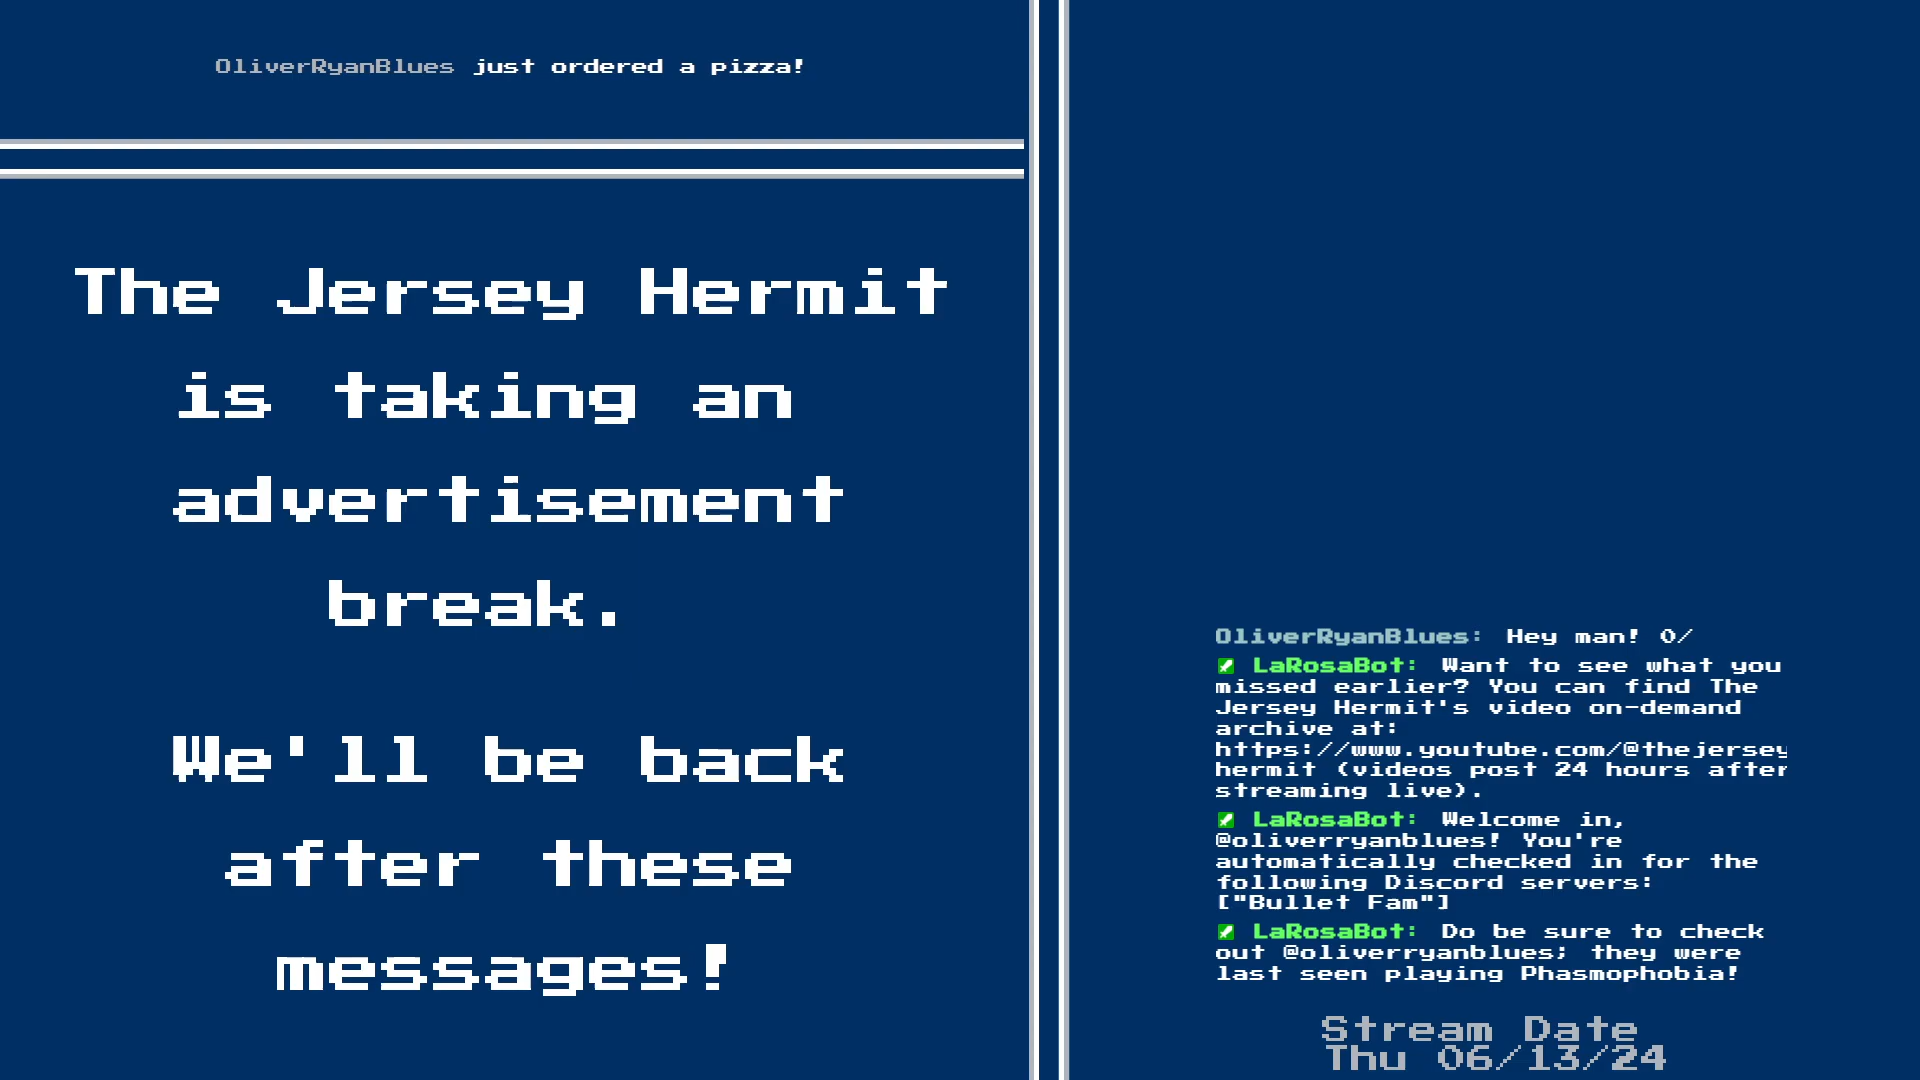 OliverRyanBlues just ordered a pizza!
The Jersey Hermit
is taking an
advertisement
break.
We'll be back
after these
messages!
OliverRyanBlues: Hey man! O/
LaRosaBot: Want to see what you
missed earlier? You can find The
Jersey Hermit's video on-demand
archive at:
https://www.youtube.com/@thejersey
hermit (videos post 24 hours after
streaming live).
LaRosaBot: Welcome in,
@oliverryanblues! You're
automatically checked in for the
following Discord servers:
["Bullet Fam"]
LaRosaBot: Do be sure to check
out @oliverryanblues; they were
last seen playing Phasmophobia!
Stream Date
Thu 06/13/24